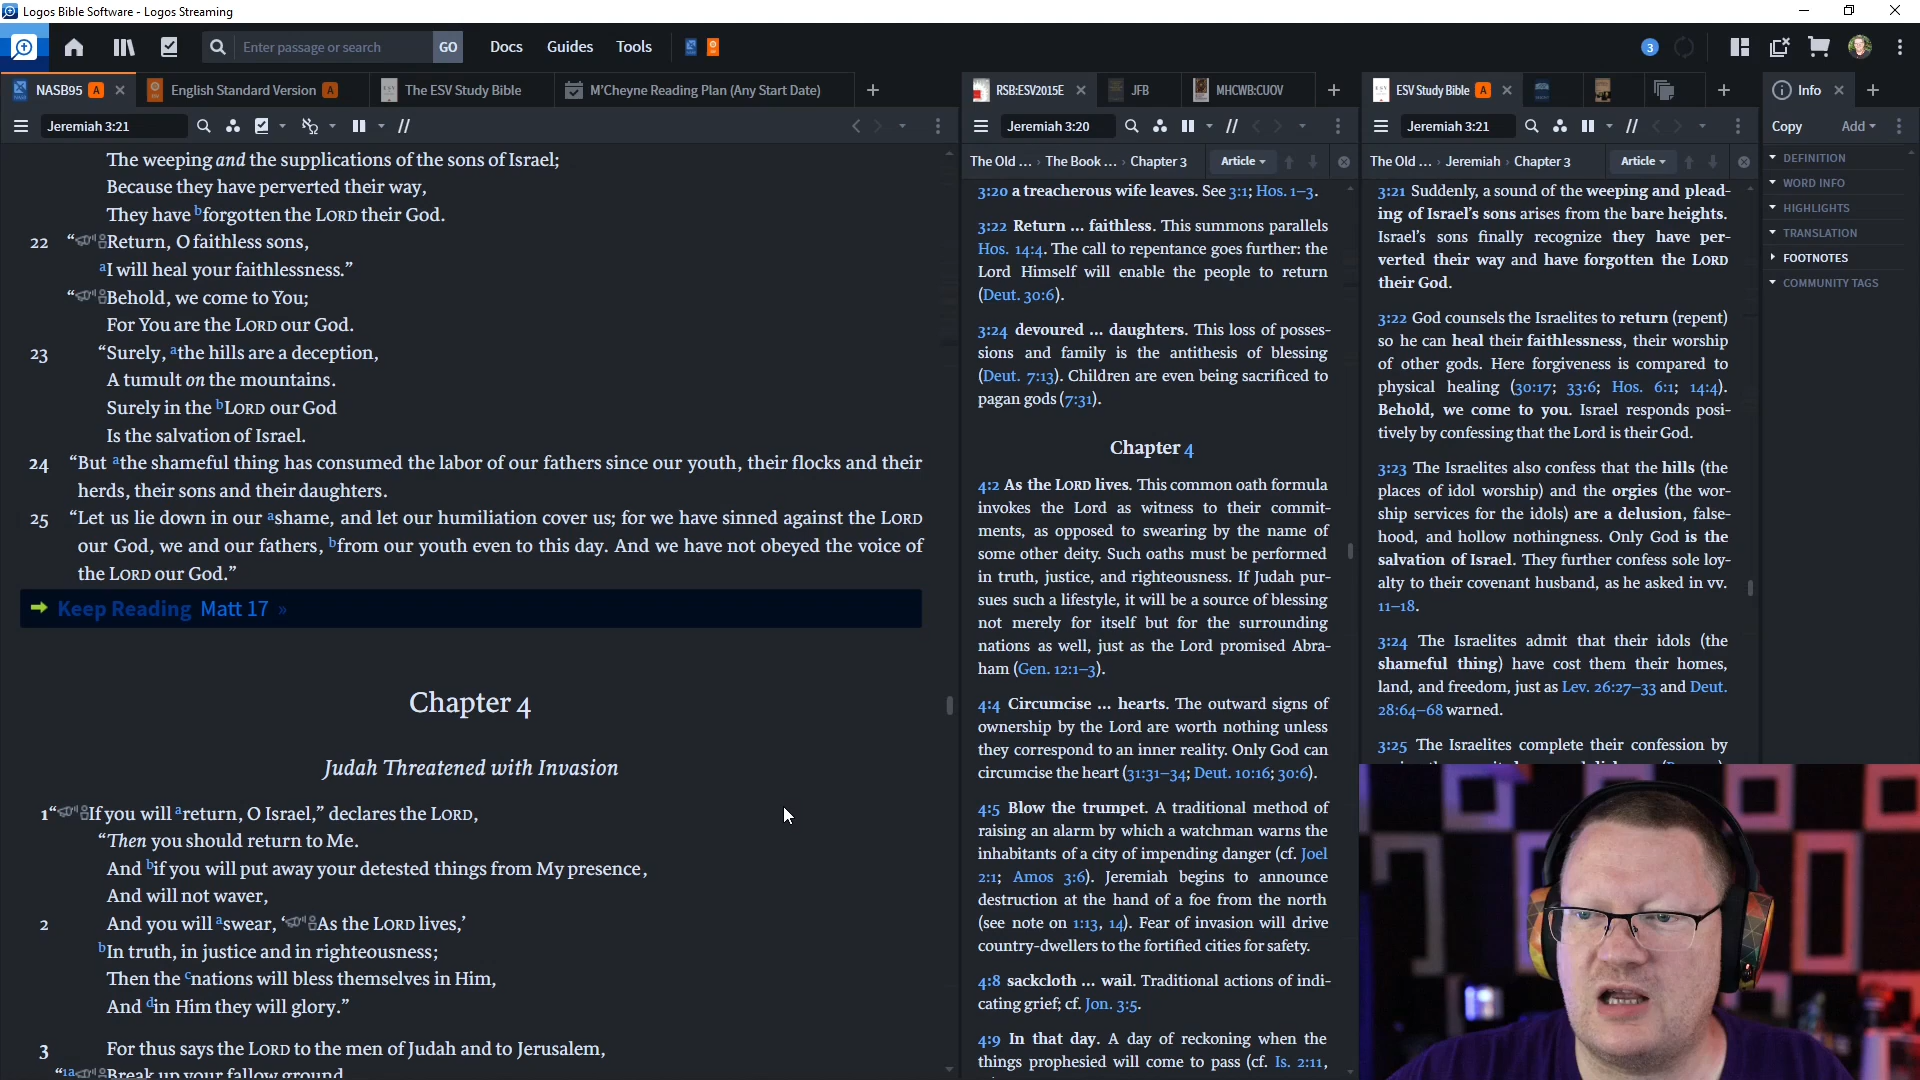 Logos Bible Software - Logos Streaming
Enter passage or search GO Docs Guides Tools 3
NASB95 A English Standard Version A The ESV Study Bible M'Cheyne Reading Plan (Any Start Date)
RSB:ESV2015E JFB MHCWB:CUOV
ESV Study Bible A
Info
Jeremiah 3:21
Jeremiah 3:20
Jeremiah 3:21
Copy Add
The weeping and the supplications of the sons of Israel;
Because they have perverted their way,
They have bforgotten the LORD their God.
22 “Return, O faithless sons,
aI will heal your faithlessness.”
“Behold, we come to You;
For You are the LORD our God.
23 “Surely, athe hills are a deception,
A tumult on the mountains.
Surely in the bLORD our God
Is the salvation of Israel.
24 “But athe shameful thing has consumed the labor of our fathers since our youth, their flocks and their
herds, their sons and their daughters.
25 “Let us lie down in our ashame, and let our humiliation cover us; for we have sinned against the LORD
our God, we and our fathers, bfrom our youth even to this day. And we have not obeyed the voice of
the LORD our God.”
Keep Reading Matt 17 »
Chapter 4
Judah Threatened with Invasion
1 “If you will areturn, O Israel,” declares the LORD,
“Then you should return to Me.
And bif you will put away your detested things from My presence,
And will not waver,
2 And you will aswear, ‘As the LORD lives,’
bIn truth, in justice and in righteousness;
Then the cnations will bless themselves in Him,
And din Him they will glory.”
3 For thus says the LORD to the men of Judah and to Jerusalem,
“1aBreak up your fallow ground,
The Old ... › The Book ... › Chapter 3 Article
3:20 a treacherous wife leaves. See 3:1; Hos. 1–3.
3:22 Return ... faithless. This summons parallels
Hos. 14:4. The call to repentance goes further: the
Lord Himself will enable the people to return
(Deut. 30:6).
3:24 devoured ... daughters. This loss of posses-
sions and family is the antithesis of blessing
(Deut. 7:13). Children are even being sacrificed to
pagan gods (7:31).
Chapter 4
4:2 As the LORD lives. This common oath formula
invokes the Lord as witness to their commit-
ments, as opposed to swearing by the name of
some other deity. Such oaths must be performed
in truth, justice, and righteousness. If Judah pur-
sues such a lifestyle, it will be a source of blessing
not merely for itself but for the surrounding
nations as well, just as the Lord promised Abra-
ham (Gen. 12:1–3).
4:4 Circumcise ... hearts. The outward signs of
ownership by the Lord are worth nothing unless
they correspond to an inner reality. Only God can
circumcise the heart (31:31–34; Deut. 10:16; 30:6).
4:5 Blow the trumpet. A traditional method of
raising an alarm by which a watchman warns the
inhabitants of a city of impending danger (cf. Joel
2:1; Amos 3:6). Jeremiah begins to announce
destruction at the hand of a foe from the north
(see note on 1:13, 14). Fear of invasion will drive
country-dwellers to the fortified cities for safety.
4:8 sackcloth ... wail. Traditional actions of indi-
cating grief; cf. Jon. 3:5.
4:9 In that day. A day of reckoning when the
things prophesied will come to pass (cf. Is. 2:11,
The Old ... › Jeremiah › Chapter 3 Article
3:21 Suddenly, a sound of the weeping and plead-
ing of Israel's sons arises from the bare heights.
Israel's sons finally recognize they have per-
verted their way and have forgotten the LORD
their God.
3:22 God counsels the Israelites to return (repent)
so he can heal their faithlessness, their worship
of other gods. Here forgiveness is compared to
physical healing (30:17; 33:6; Hos. 6:1; 14:4).
Behold, we come to you. Israel responds posi-
tively by confessing that the Lord is their God.
3:23 The Israelites also confess that the hills (the
places of idol worship) and the orgies (the wor-
ship services for the idols) are a delusion, false-
hood, and hollow nothingness. Only God is the
salvation of Israel. They further confess sole loy-
alty to their covenant husband, as he asked in vv.
11–18.
3:24 The Israelites admit that their idols (the
shameful thing) have cost them their homes,
land, and freedom, just as Lev. 26:27–33 and Deut.
28:64–68 warned.
3:25 The Israelites complete their confession by
DEFINITION
WORD INFO
HIGHLIGHTS
TRANSLATION
FOOTNOTES
COMMUNITY TAGS